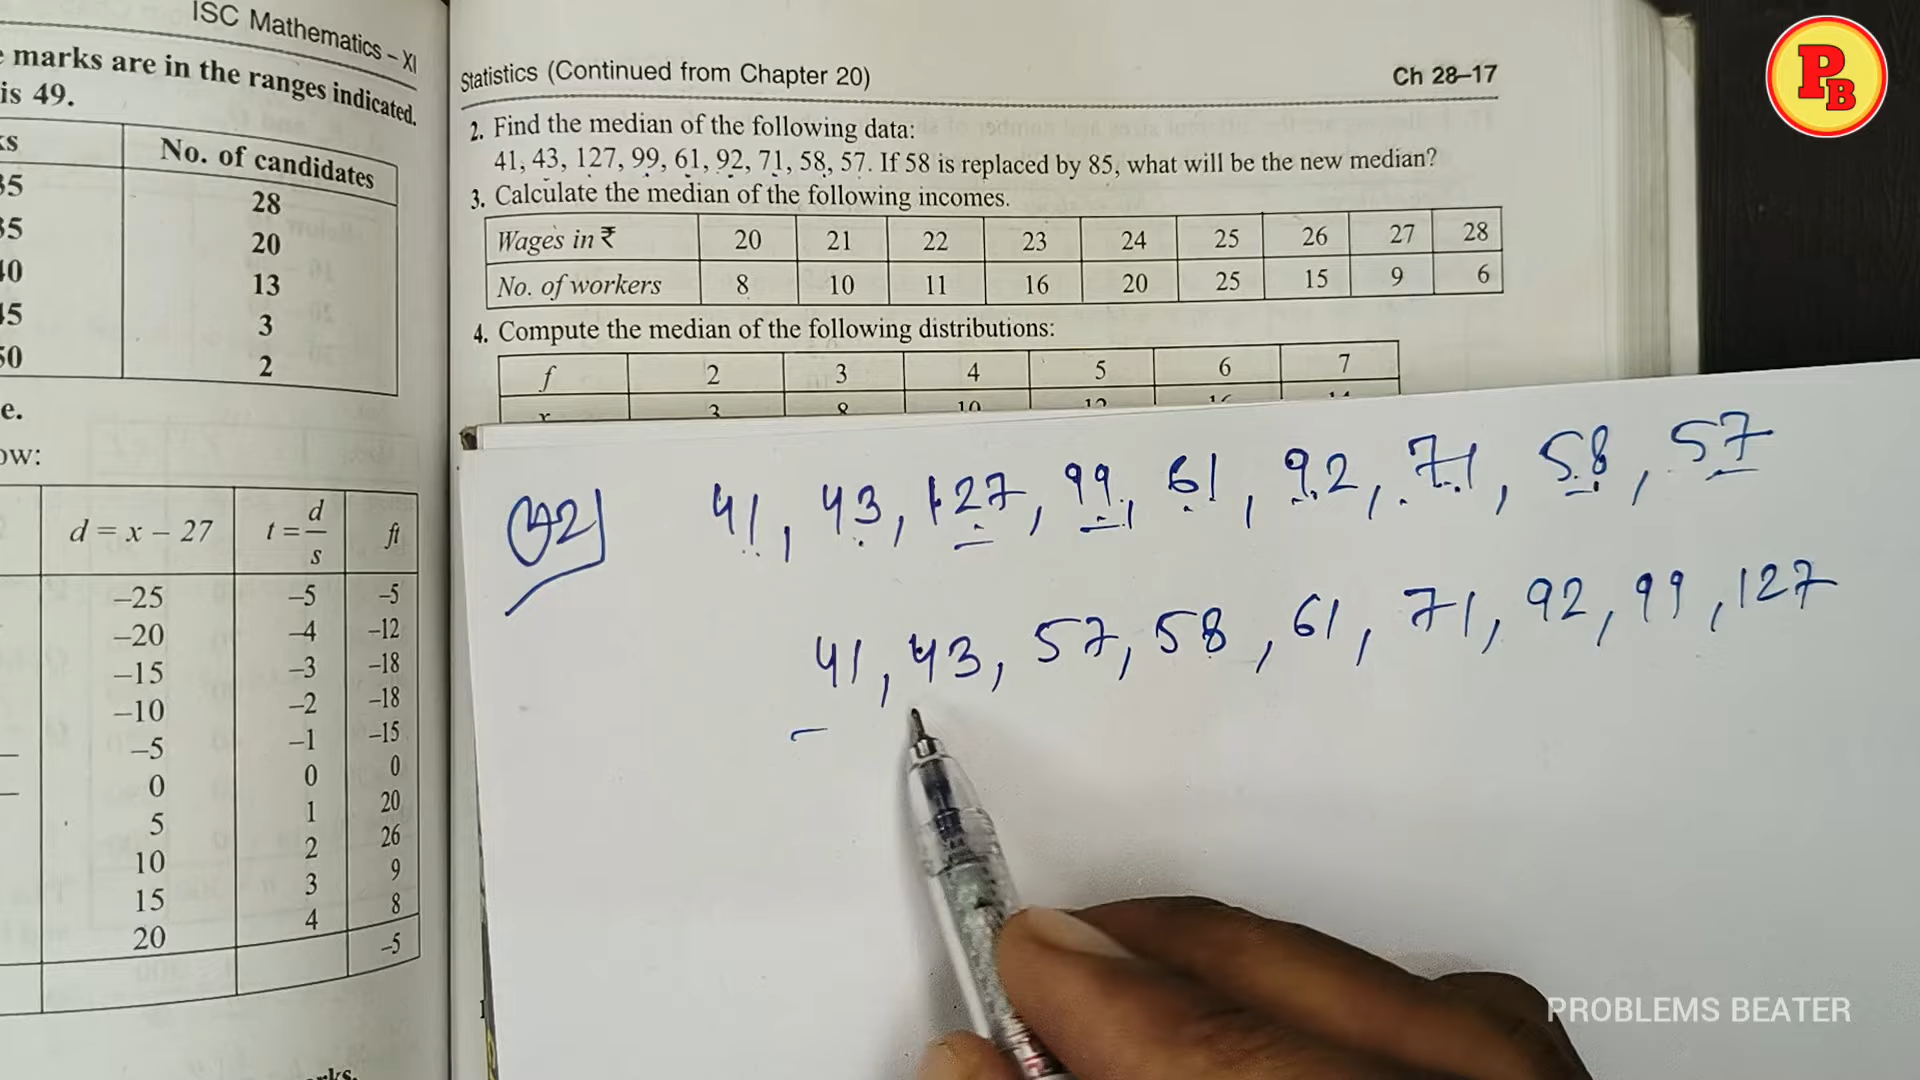 ISC Mathematics – XI
marks are in the ranges indicated.
is 49.
No. of candidates
35 28
35 20
40 13
45 3
50 2
e.
ow:
d = x – 27 t = d/s ft
–25 –5 –5
–20 –4 –12
–15 –3 –18
–10 –2 –18
–5 –1 –15
0 0 0
5 1 20
10 2 26
15 3 9
20 4 8
–5
Statistics (Continued from Chapter 20) Ch 28–17
2. Find the median of the following data:
41, 43, 127, 99, 61, 92, 71, 58, 57. If 58 is replaced by 85, what will be the new median?
3. Calculate the median of the following incomes.
Wages in ₹ 20 21 22 23 24 25 26 27 28
No. of workers 8 10 11 16 20 25 15 9 6
4. Compute the median of the following distributions:
f 2 3 4 5 6 7
Q2) 41, 43, 127, 99, 61, 92, 71, 58, 57
41, 43, 57, 58, 61, 71, 92, 99, 127
PB
PROBLEMS BEATER